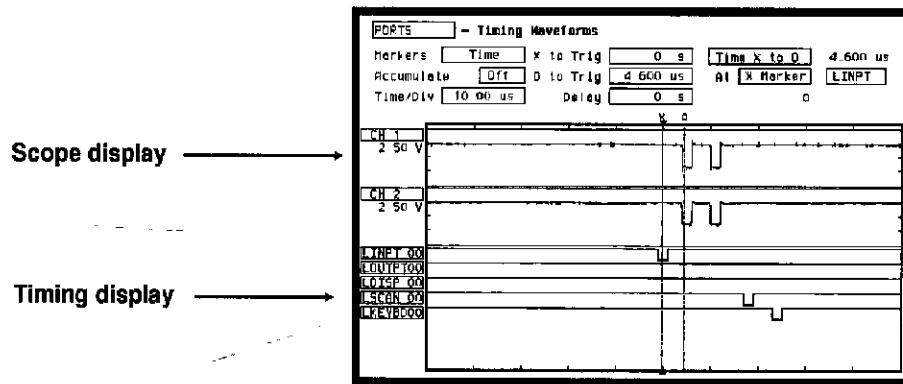 PORTS - Timing Waveforms
Markers Time X to Trig 0 s Time X to O 4.600 us
Accumulate Off O to Trig 4.600 us At X Marker LINPT
Time/Div 10.00 us Delay 0 s 0
X O
CH 1
2.50 V
Scope display
CH 2
2.50 V
LINPT 00
LOUTPT00
LDISP 00
Timing display
LSCAN 00
LKEYBD00